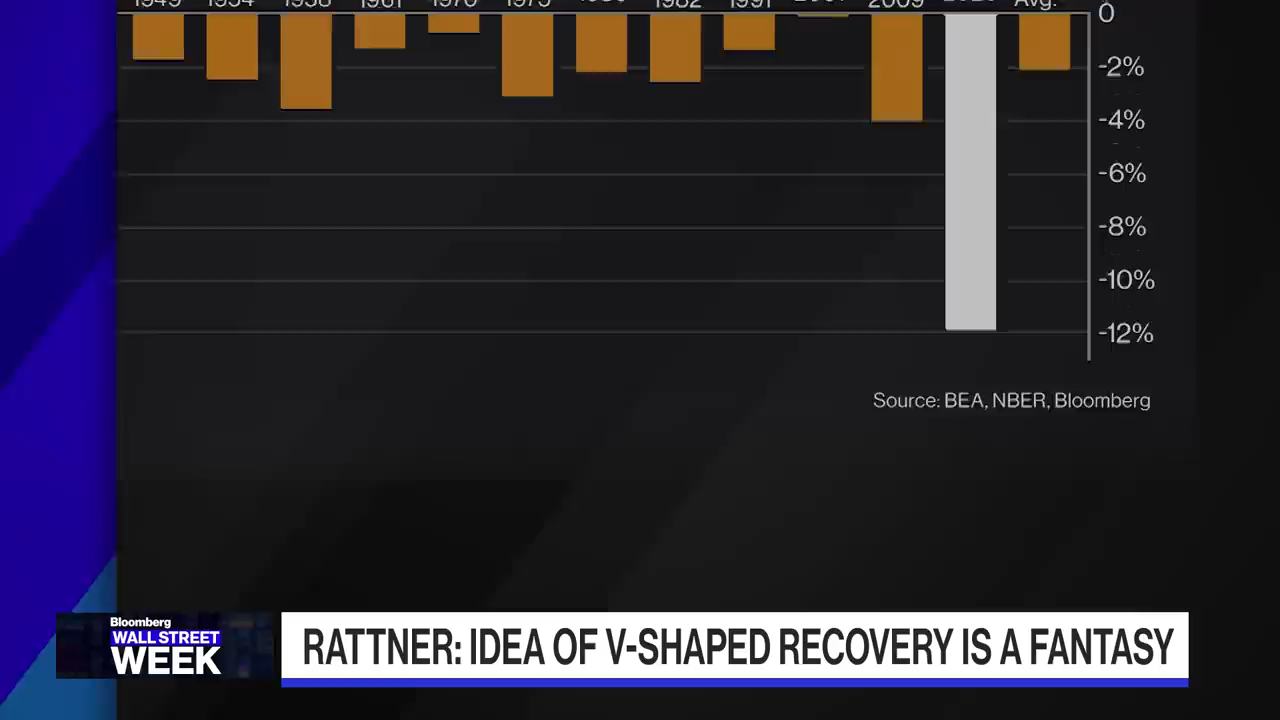 1949 1954 1958 1961 1970 1975 1982 1991 2009 Avg.
0
-2%
-4%
-6%
-8%
-10%
-12%
Source: BEA, NBER, Bloomberg
Bloomberg
WALL STREET
WEEK
RATTNER: IDEA OF V-SHAPED RECOVERY IS A FANTASY